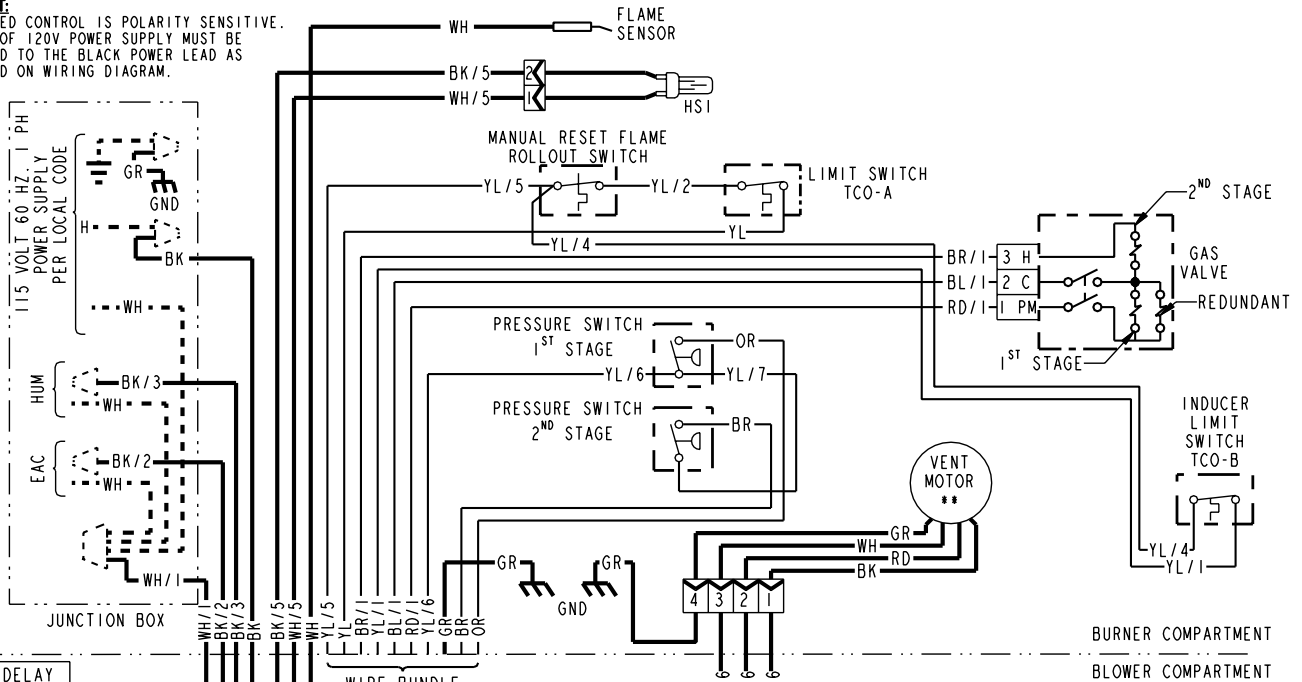 ED CONTROL IS POLARITY SENSITIVE.
OF 120V POWER SUPPLY MUST BE
D TO THE BLACK POWER LEAD AS
D ON WIRING DIAGRAM.
WH
FLAME
SENSOR
BK/5
2
WH/5
1
HSI
MANUAL RESET FLAME
ROLLOUT SWITCH
YL/5
YL/2
LIMIT SWITCH
TCO-A
YL
YL/4
115 VOLT 60 HZ. 1 PH
POWER SUPPLY
PER LOCAL CODE
GR
GND
H
BK
WH
HUM
BK/3
WH
EAC
BK/2
WH
WH/1
JUNCTION BOX
2ND STAGE
BR/1
3 H
BL/1
2 C
RD/1
1 PM
GAS
VALVE
REDUNDANT
1ST STAGE
PRESSURE SWITCH
1ST STAGE
OR
YL/6
YL/7
PRESSURE SWITCH
2ND STAGE
BR
VENT
MOTOR
**
INDUCER
LIMIT
SWITCH
TCO-B
YL/4
YL/1
GR
WH
RD
BK
GR
GND
GR
4
3
2
1
WH/1
BK/2
BK/3
BK
BK/5
WH/5
WH
YL/5
YL
BR/1
YL/1
BL/1
RD/1
YL/6
GR
BR
OR
BURNER COMPARTMENT
BLOWER COMPARTMENT
DELAY
WIRE BUNDLE